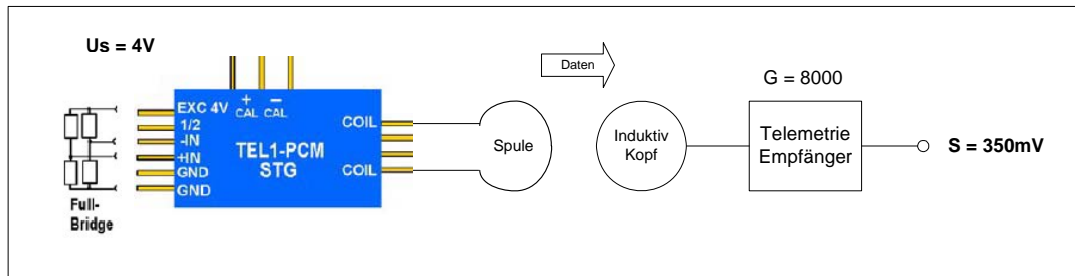 Us = 4V
EXC 4V
1/2
-IN
+IN
GND
GND
+ −
CAL CAL
TEL1-PCM
STG
COIL
COIL
Full-
Bridge
Spule
Daten
Induktiv
Kopf
G = 8000
Telemetrie
Empfänger
S = 350mV